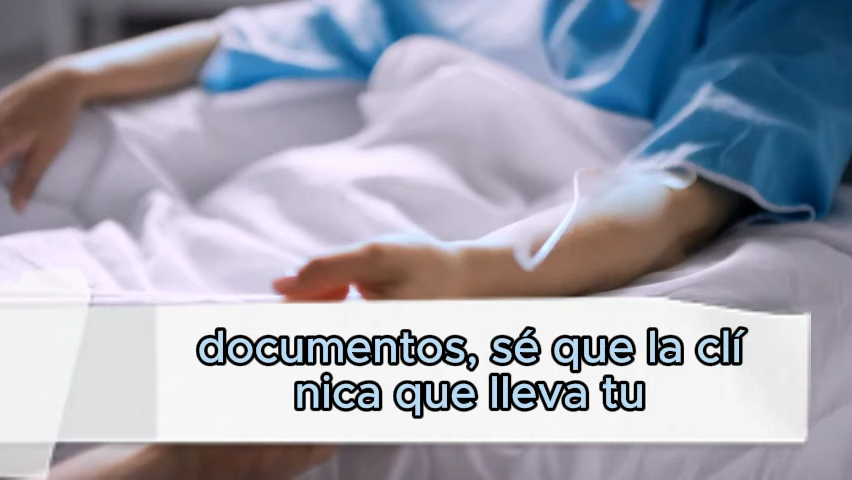 documentos, sé que la clí
nica que lleva tu